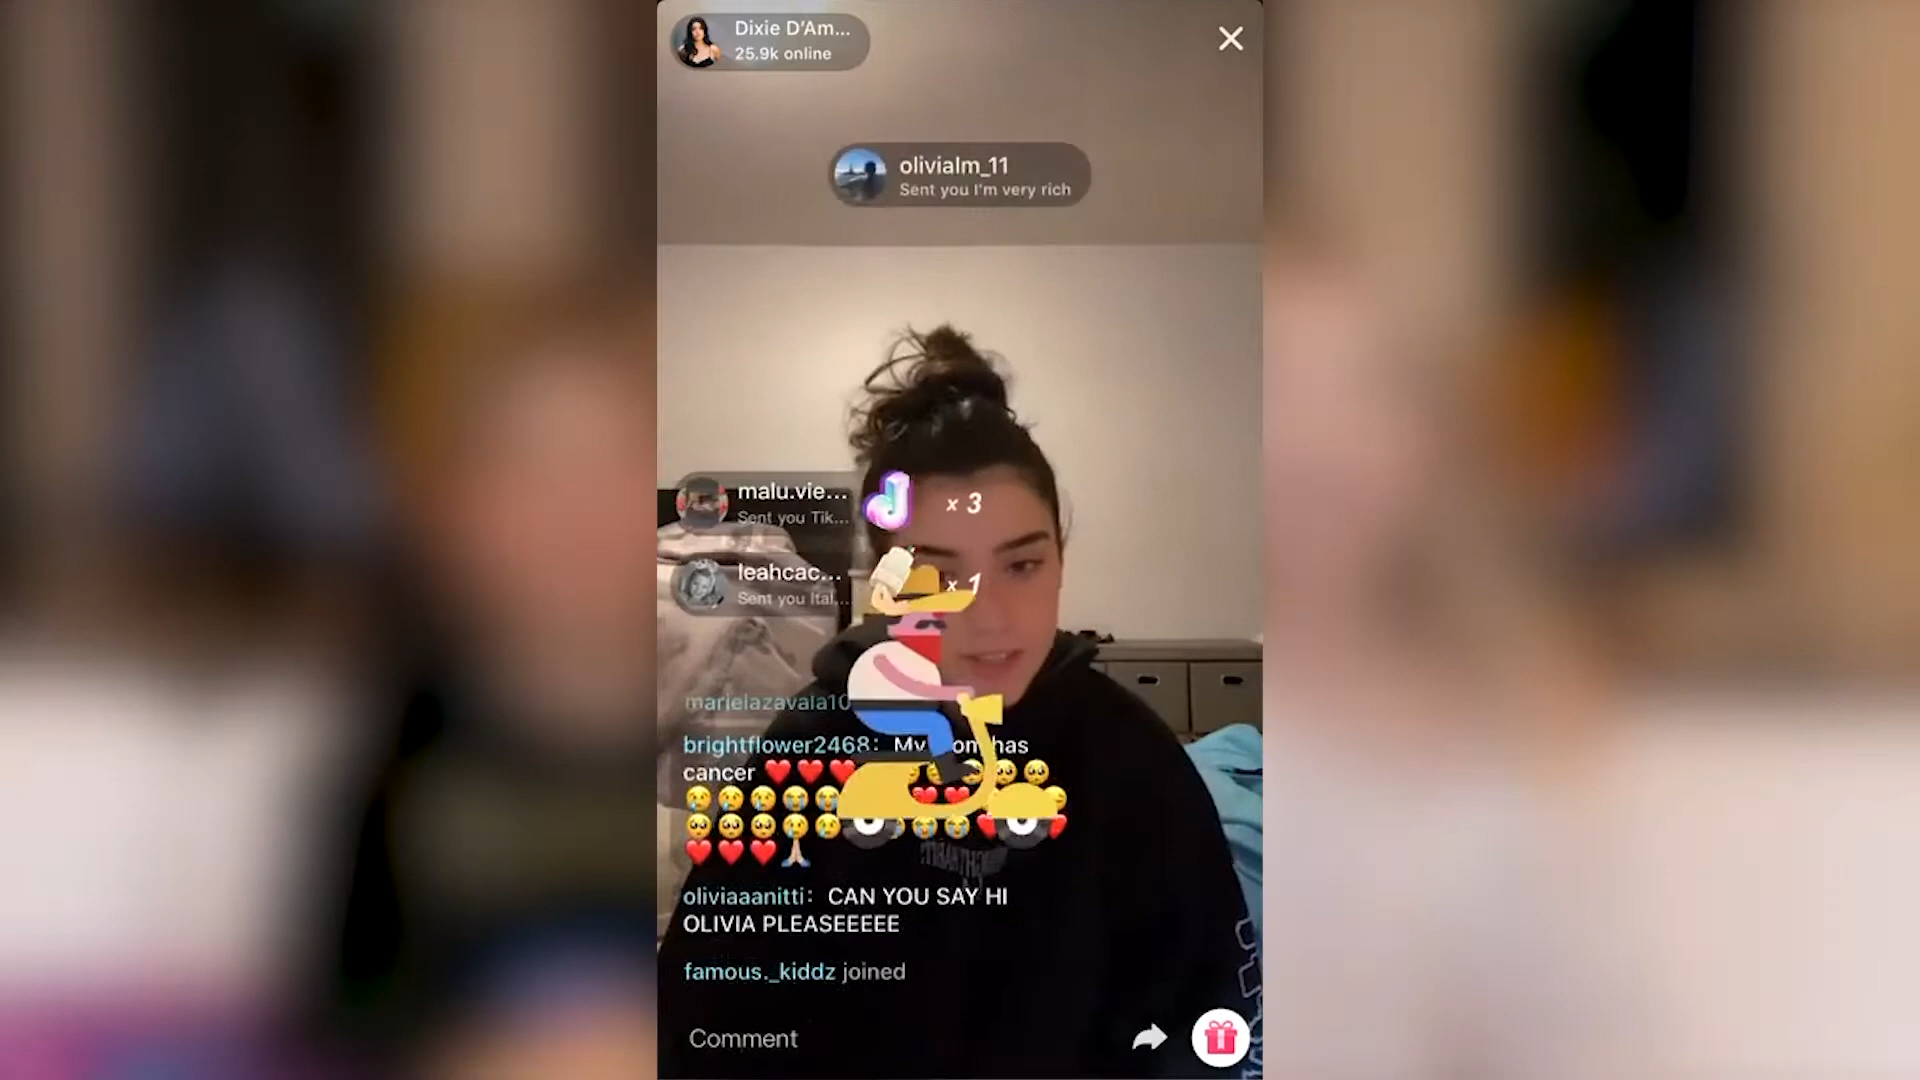 Dixie D'Am...
25.9k online
olivialm_11
Sent you I'm very rich
malu.vie...
Sent you Tik...
x 3
leahcac...
Sent you Ital...
x 1
marielazavala10
brightflower2468: My has
cancer ❤️❤️❤️
oliviaaanitti: CAN YOU SAY HI
OLIVIA PLEASEEEEE
famous._kiddz joined
Comment